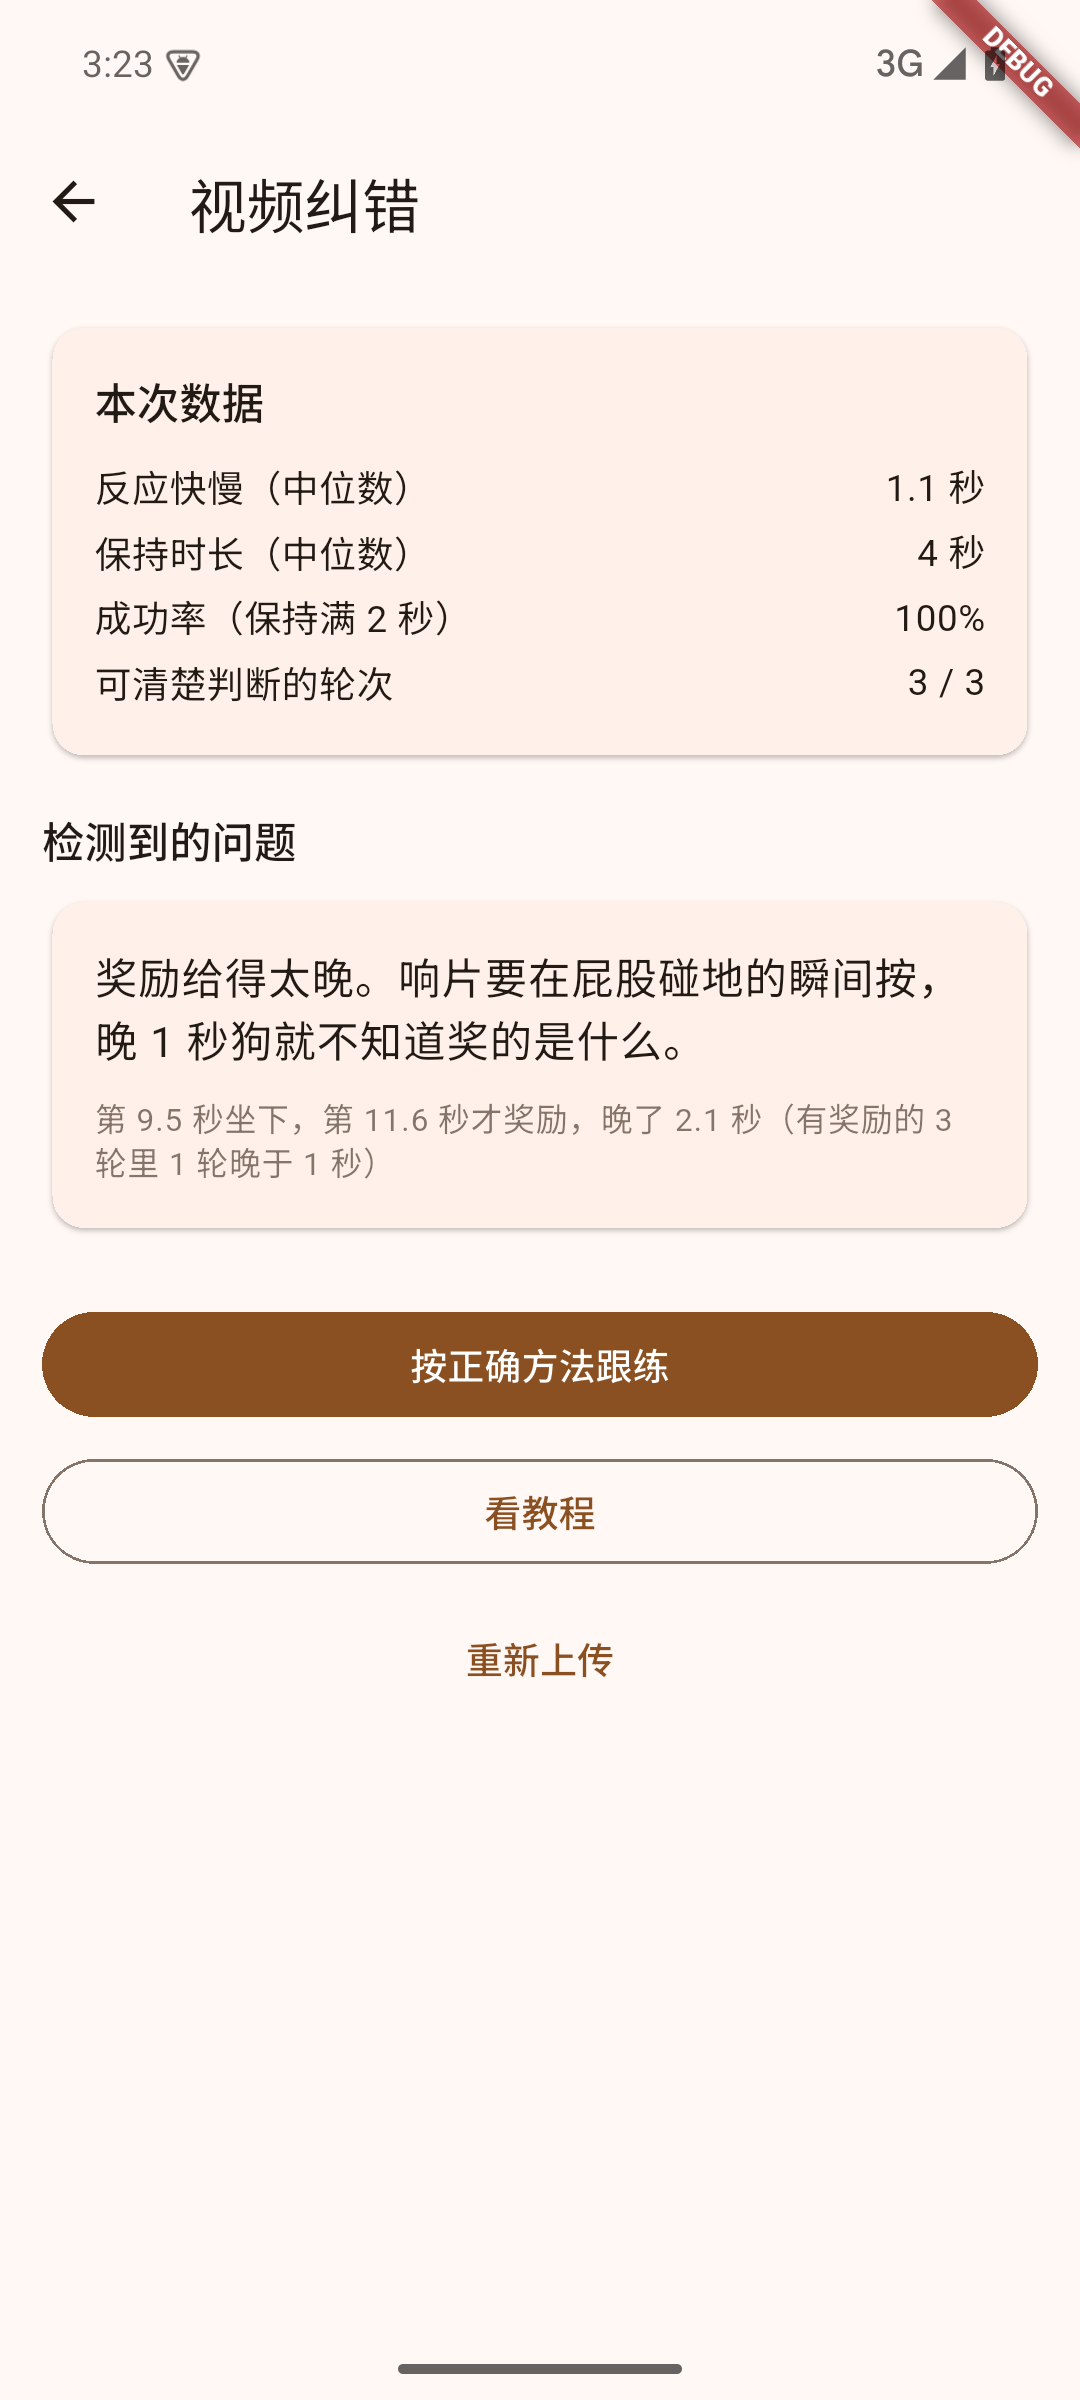 3:23
3G
DEBUG
视频纠错
本次数据
反应快慢（中位数） 1.1 秒
保持时长（中位数） 4 秒
成功率（保持满 2 秒） 100%
可清楚判断的轮次 3 / 3
检测到的问题
奖励给得太晚。响片要在屁股碰地的瞬间按，
晚 1 秒狗就不知道奖的是什么。
第 9.5 秒坐下，第 11.6 秒才奖励，晚了 2.1 秒（有奖励的 3
轮里 1 轮晚于 1 秒）
按正确方法跟练
看教程
重新上传